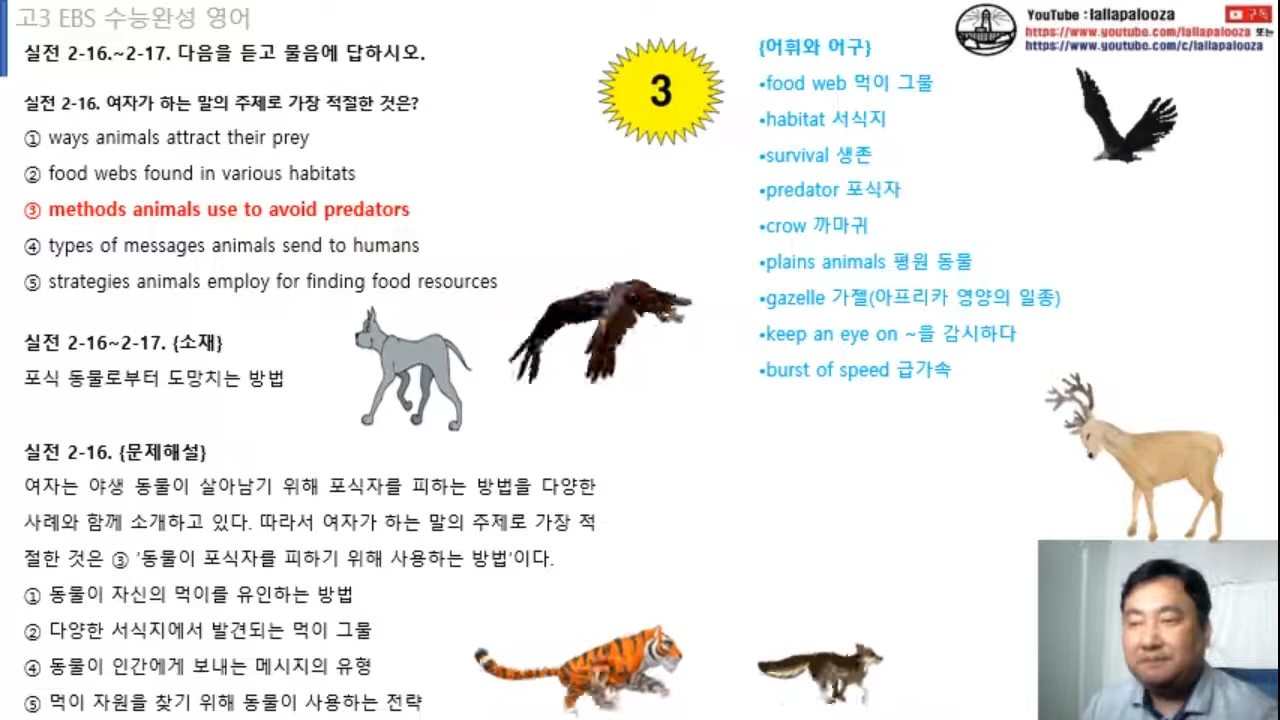 고3 EBS 수능완성 영어
실전 2-16.~2-17. 다음을 듣고 물음에 답하시오.
실전 2-16. 여자가 하는 말의 주제로 가장 적절한 것은?
① ways animals attract their prey
② food webs found in various habitats
③ methods animals use to avoid predators
④ types of messages animals send to humans
⑤ strategies animals employ for finding food resources
실전 2-16~2-17. {소재}
포식 동물로부터 도망치는 방법
실전 2-16. {문제해설}
여자는 야생 동물이 살아남기 위해 포식자를 피하는 방법을 다양한
사례와 함께 소개하고 있다. 따라서 여자가 하는 말의 주제로 가장 적
절한 것은 ③ '동물이 포식자를 피하기 위해 사용하는 방법'이다.
① 동물이 자신의 먹이를 유인하는 방법
② 다양한 서식지에서 발견되는 먹이 그물
④ 동물이 인간에게 보내는 메시지의 유형
⑤ 먹이 자원을 찾기 위해 동물이 사용하는 전략
3
{어휘와 어구}
•food web 먹이 그물
•habitat 서식지
•survival 생존
•predator 포식자
•crow 까마귀
•plains animals 평원 동물
•gazelle 가젤(아프리카 영양의 일종)
•keep an eye on ~을 감시하다
•burst of speed 급가속
YouTube : lallapalooza
구독
https://www.youtube.com/lallapalooza 또는
https://www.youtube.com/c/lallapalooza